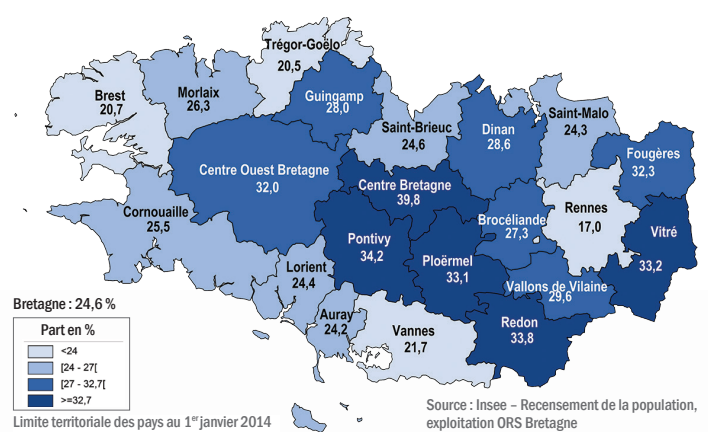 Trégor-Goëlo
20,5
Brest
20,7
Morlaix
26,3
Guingamp
28,0
Saint-Brieuc
24,6
Dinan
28,6
Saint-Malo
24,3
Fougères
32,3
Centre Ouest Bretagne
32,0
Centre Bretagne
39,8
Cornouaille
25,5
Brocéliande
27,3
Rennes
17,0
Vitré
33,2
Pontivy
34,2
Ploërmel
33,1
Lorient
24,4
Vallons de Vilaine
29,6
Auray
24,2
Vannes
21,7
Redon
33,8
Bretagne : 24,6 %
Part en %
<24
[24 - 27[
[27 - 32,7[
>=32,7
Limite territoriale des pays au 1er janvier 2014
Source : Insee – Recensement de la population,
exploitation ORS Bretagne